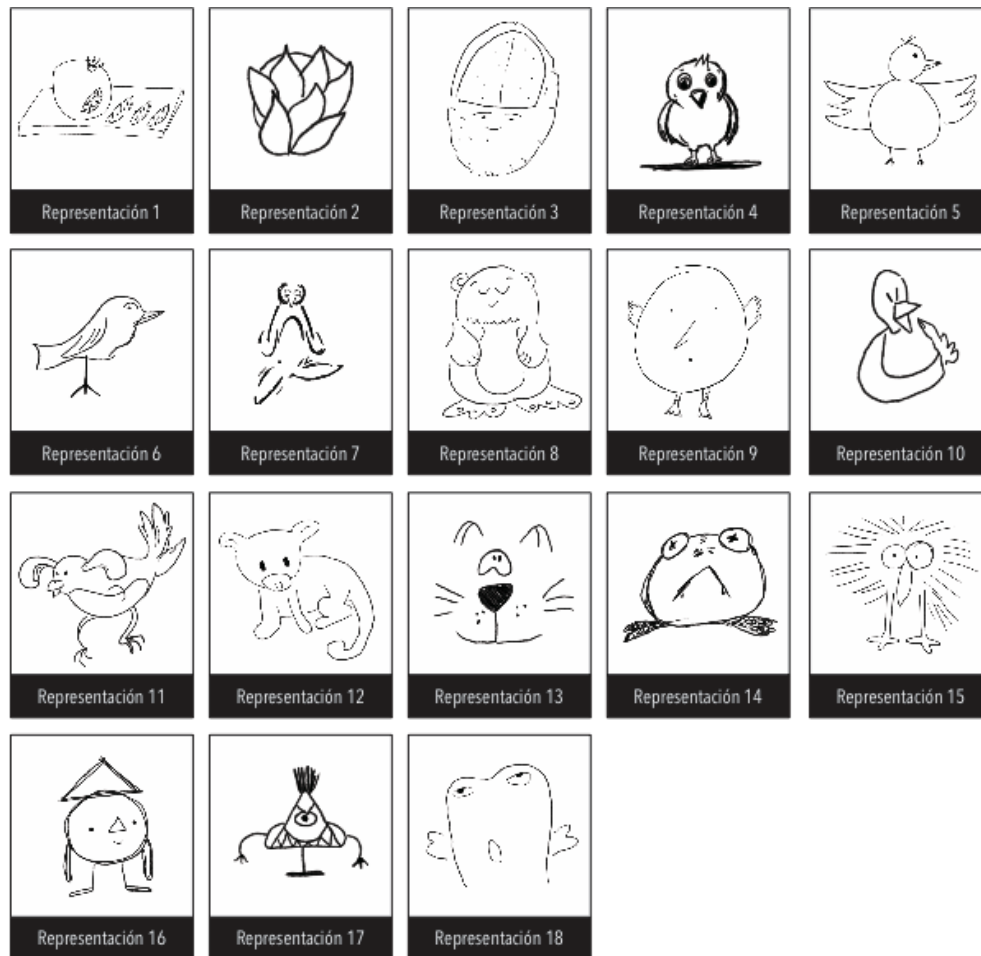 Representación 1
Representación 2
Representación 3
Representación 4
Representación 5
Representación 6
Representación 7
Representación 8
Representación 9
Representación 10
Representación 11
Representación 12
Representación 13
Representación 14
Representación 15
Representación 16
Representación 17
Representación 18